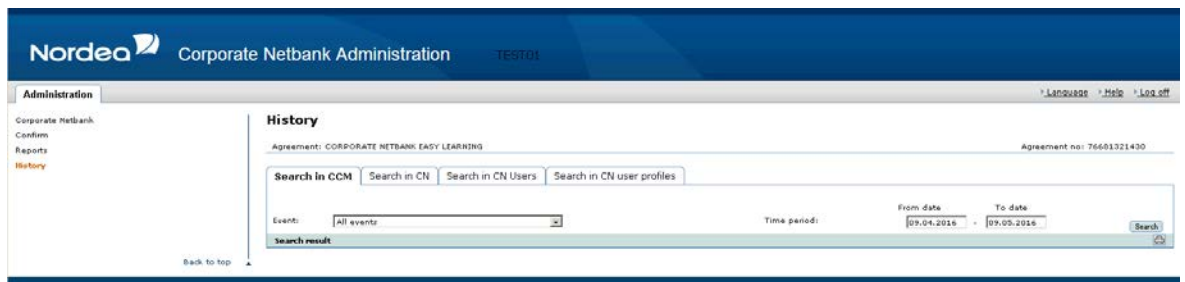 Nordea Corporate Netbank Administration TEST01
Administration Language Help Log off
Corporate Netbank
Confirm
Reports
History
History
Agreement: CORPORATE NETBANK EASY LEARNING Agreement no: 76681321430
Search in CCM Search in CN Search in CN Users Search in CN user profiles
From date To date
Event: All events Time period: 09.04.2016 - 09.05.2016 Search
Search result
Back to top